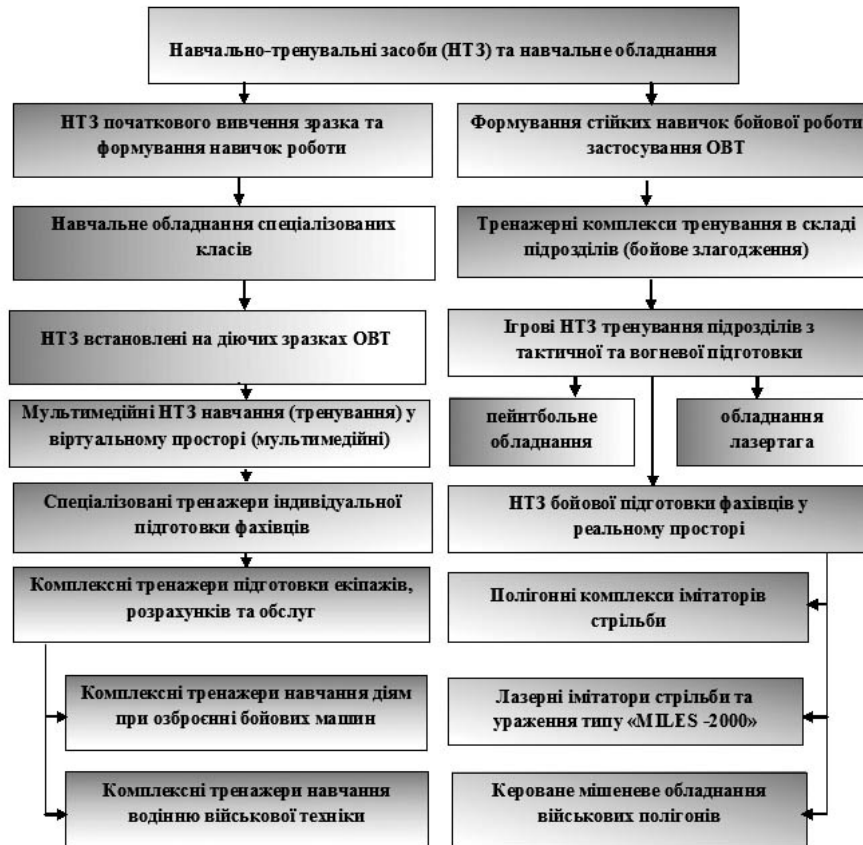 Навчально-тренувальні засоби (НТЗ) та навчальне обладнання
НТЗ початкового вивчення зразка та
формування навичок роботи
Навчальне обладнання спеціалізованих
класів
НТЗ встановлені на діючих зразках ОВТ
Мультимедійні НТЗ навчання (тренування) у
віртуальному просторі (мультимедійні)
Спеціалізовані тренажери індивідуальної
підготовки фахівців
Комплексні тренажери підготовки екіпажів,
розрахунків та обслуг
Комплексні тренажери навчання діям
при озброєнні бойових машин
Комплексні тренажери навчання
водінню військової техніки
Формування стійких навичок бойової роботи
застосування ОВТ
Тренажерні комплекси тренування в складі
підрозділів (бойове злагодження)
Ігрові НТЗ тренування підрозділів з
тактичної та вогневої підготовки
пейнтбольне
обладнання
обладнання
лазертага
НТЗ бойової підготовки фахівців у
реальному просторі
Полігонні комплекси імітаторів
стрільби
Лазерні імітатори стрільби та
ураження типу «MILES -2000»
Кероване мішеневе обладнання
військових полігонів